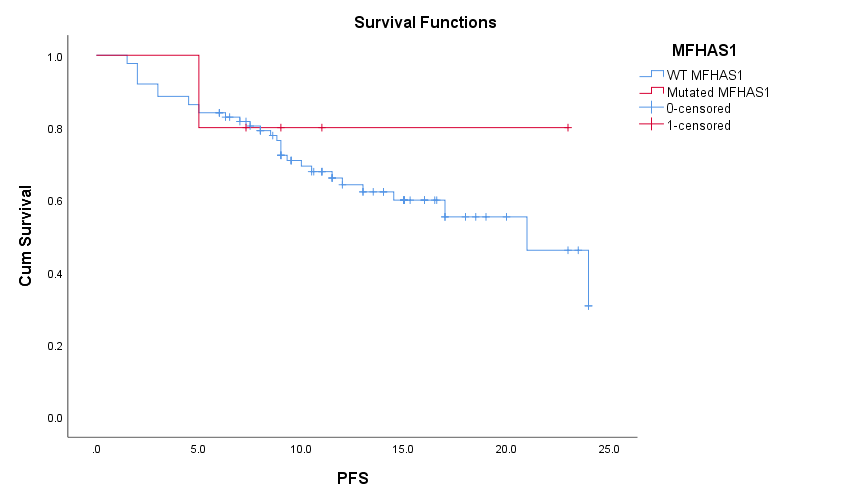 Survival Functions
MFHAS1
WT MFHAS1
Mutated MFHAS1
0-censored
1-censored
Cum Survival
1.0
0.8
0.6
0.4
0.2
0.0
.0 5.0 10.0 15.0 20.0 25.0
PFS